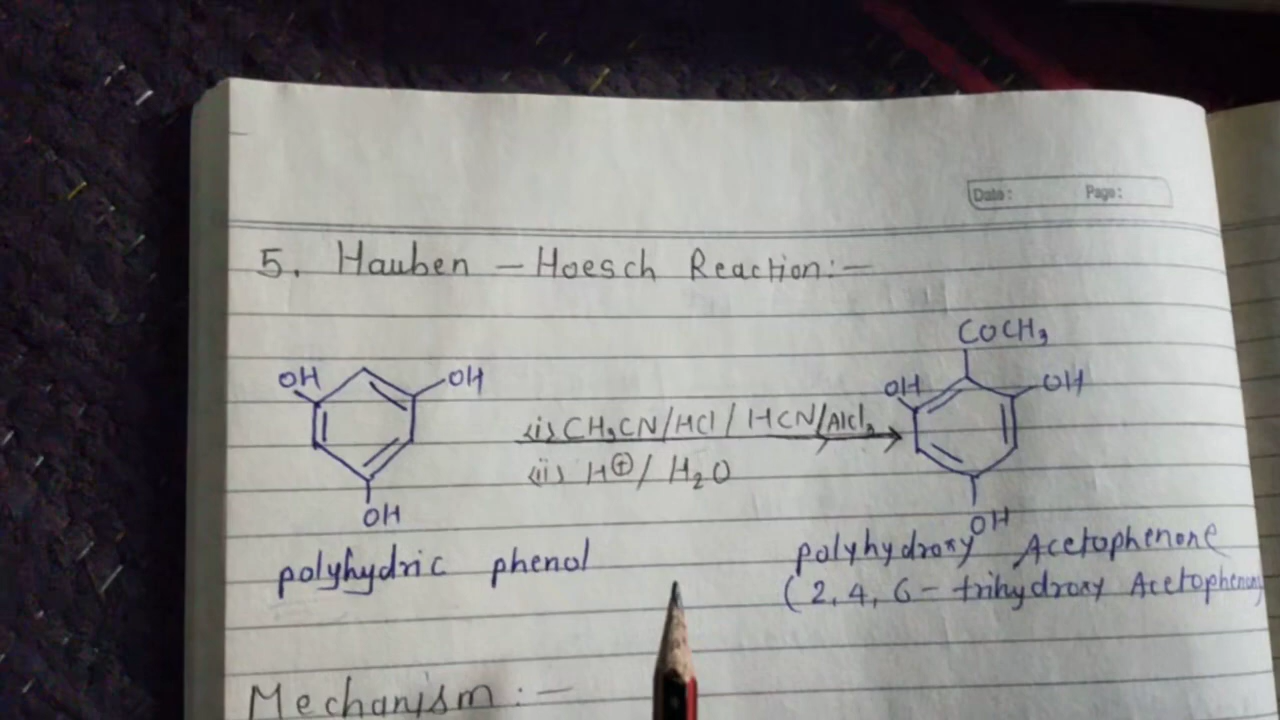 Date: Page:
5. Hauben - Hoesch Reaction:-
COCH3
OH OH OH OH
(i) CH3CN/HCl / HCN/AlCl3
(ii) H⊕/ H2O
OH OH
polyhydric phenol polyhydroxy Acetophenone
(2,4,6- trihydroxy Acetophenone
Mechanism:-